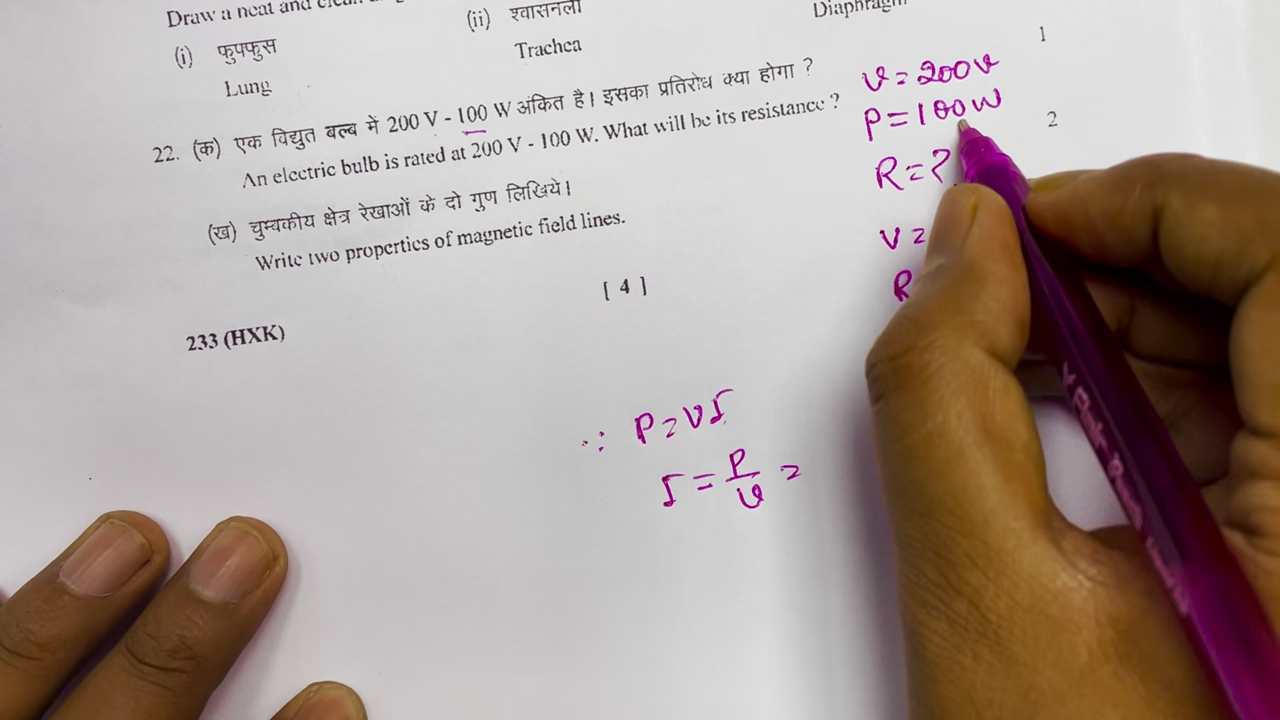 Draw a neat and clean
(i) फुफ्फुस (ii) श्वासनली Diaphragm
Lung Trachea
1
22. (क) एक विद्युत बल्ब में 200 V - 100 W अंकित है। इसका प्रतिरोध क्या होगा ?
An electric bulb is rated at 200 V - 100 W. What will be its resistance ?
2
(ख) चुम्बकीय क्षेत्र रेखाओं के दो गुण लिखिये।
Write two properties of magnetic field lines.
[ 4 ]
233 (HXK)
V = 200V
P = 100W
R = ?
V =
R
∵ P = VI
I = P/V =